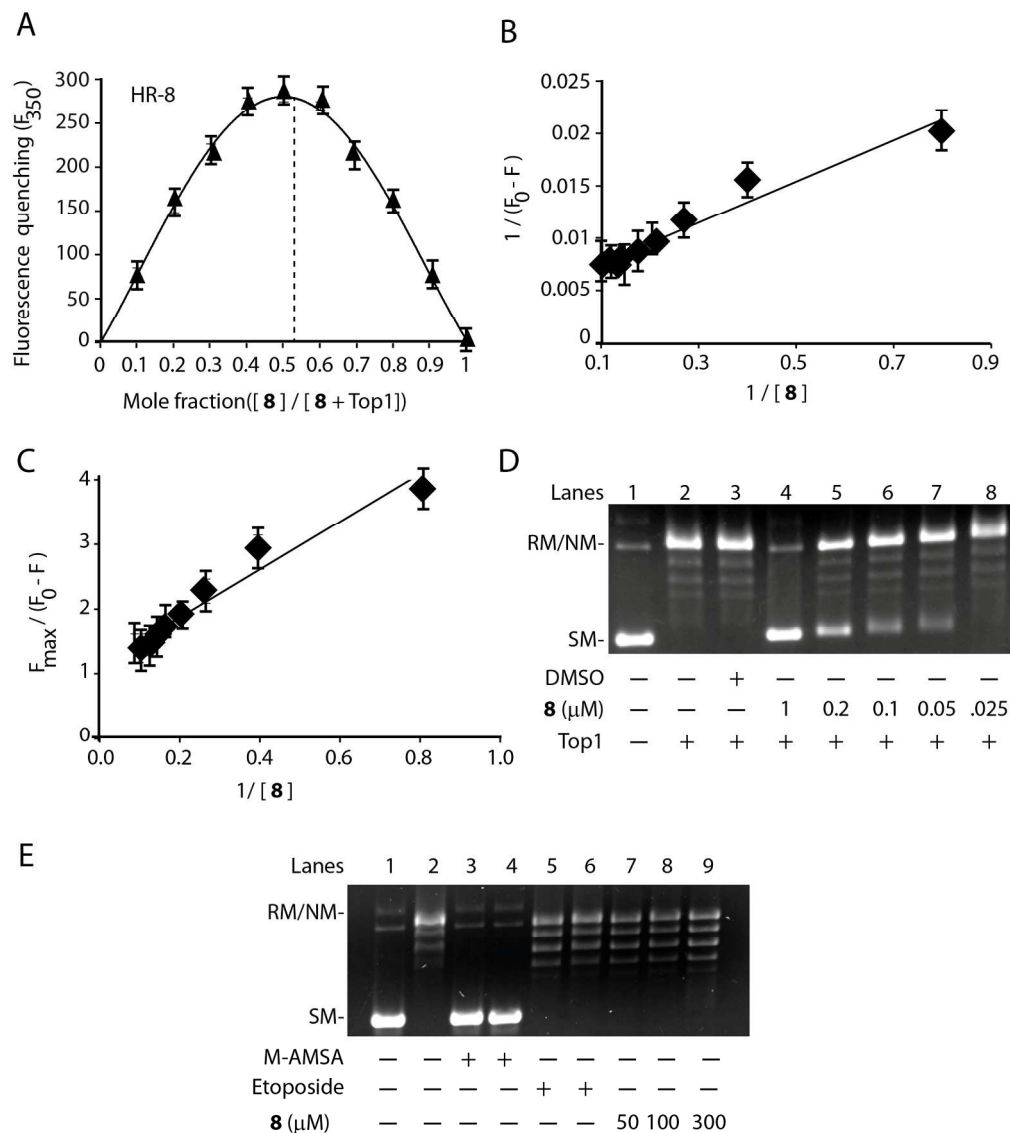 A
HR-8
Fluorescence quenching (F350)
300
250
200
150
100
50
0
0 0.1 0.2 0.3 0.4 0.5 0.6 0.7 0.8 0.9 1
Mole fraction([ 8 ] / [ 8 + Top1])
B
1 / (F0 - F)
0.025
0.02
0.015
0.01
0.005
0
0.1 0.3 0.5 0.7 0.9
1 / [ 8 ]
C
Fmax / (F0 - F)
4
3
2
1
0
0.0 0.2 0.4 0.6 0.8 1.0
1/ [ 8 ]
D
Lanes 1 2 3 4 5 6 7 8
RM/NM-
SM-
DMSO – – + – – – – –
8 (μM) – – – 1 0.2 0.1 0.05 .025
Top1 – + + + + + + +
E
Lanes 1 2 3 4 5 6 7 8 9
RM/NM-
SM-
M-AMSA – – + + – – – – –
Etoposide – – – – + + – – –
8 (μM) – – – – – – 50 100 300